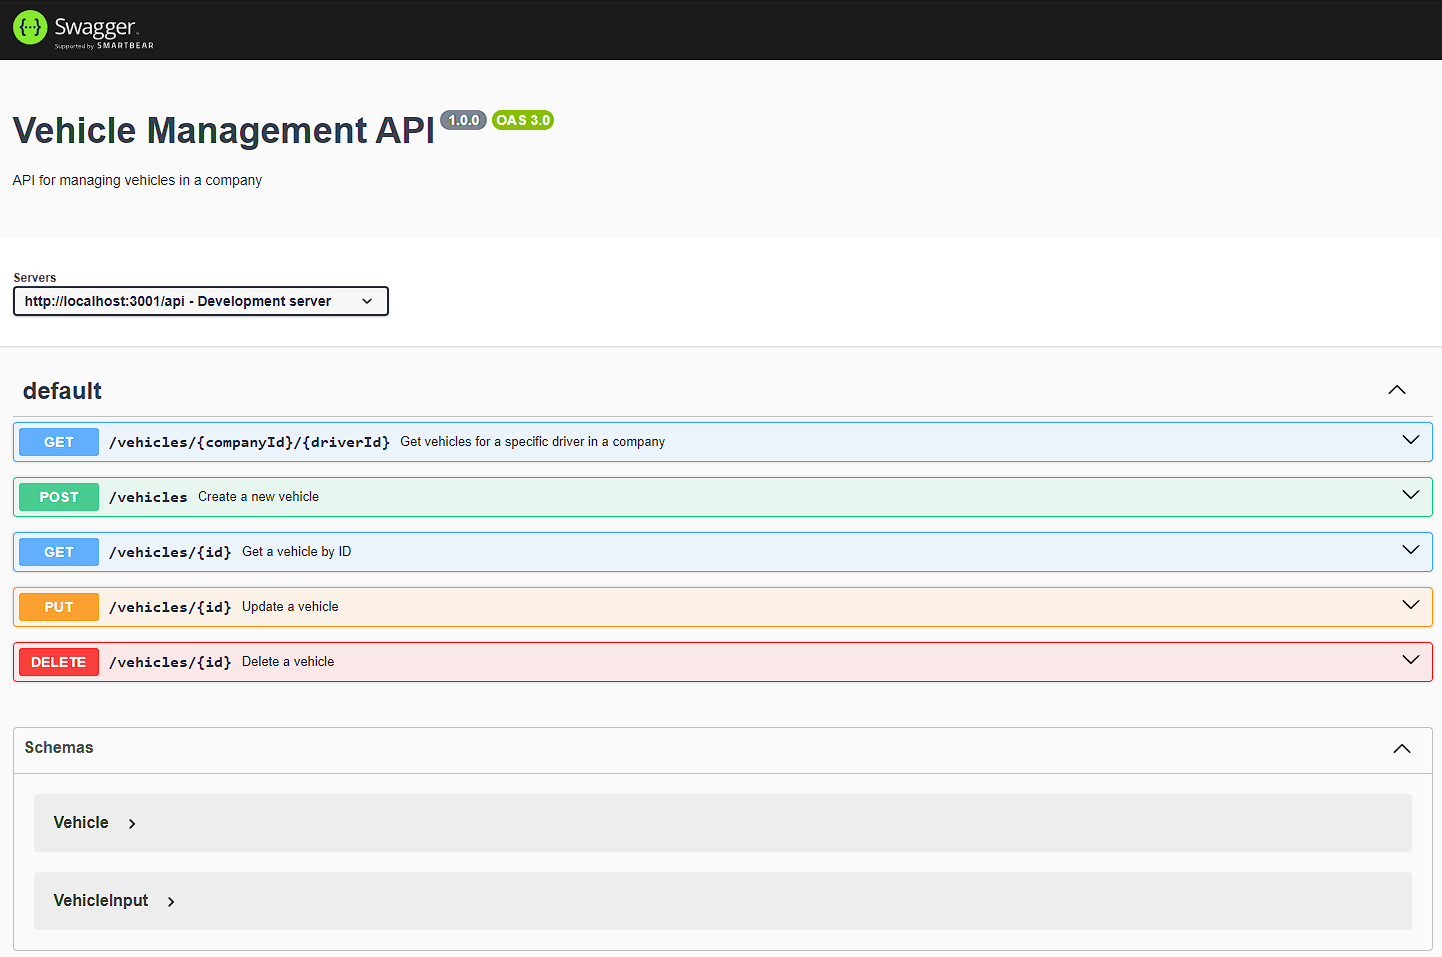 Swagger.
Supported by SMARTBEAR
Vehicle Management API 1.0.0 OAS 3.0
API for managing vehicles in a company
Servers
http://localhost:3001/api - Development server
default
GET /vehicles/{companyId}/{driverId} Get vehicles for a specific driver in a company
POST /vehicles Create a new vehicle
GET /vehicles/{id} Get a vehicle by ID
PUT /vehicles/{id} Update a vehicle
DELETE /vehicles/{id} Delete a vehicle
Schemas
Vehicle
VehicleInput